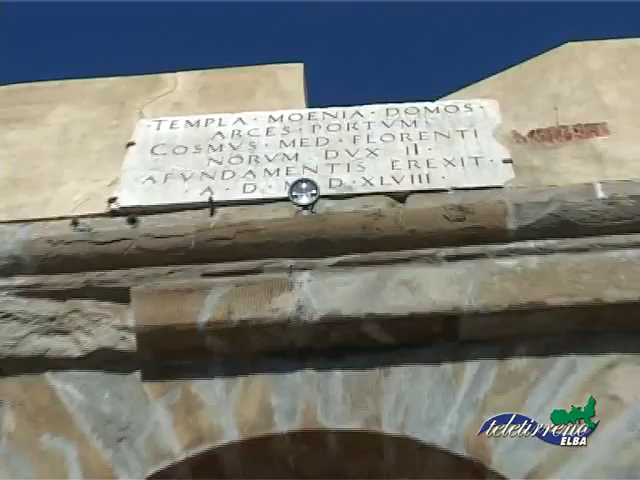 TEMPLA · MOENIA · DOMOS ·
ARCES · PORTVM ·
COSMVS · MED · FLORENTI
NORVM DVX II ·
AFVNDAMENTIS EREXIT ·
A · D · D · XLVIII ·
teletirreno
ELBA